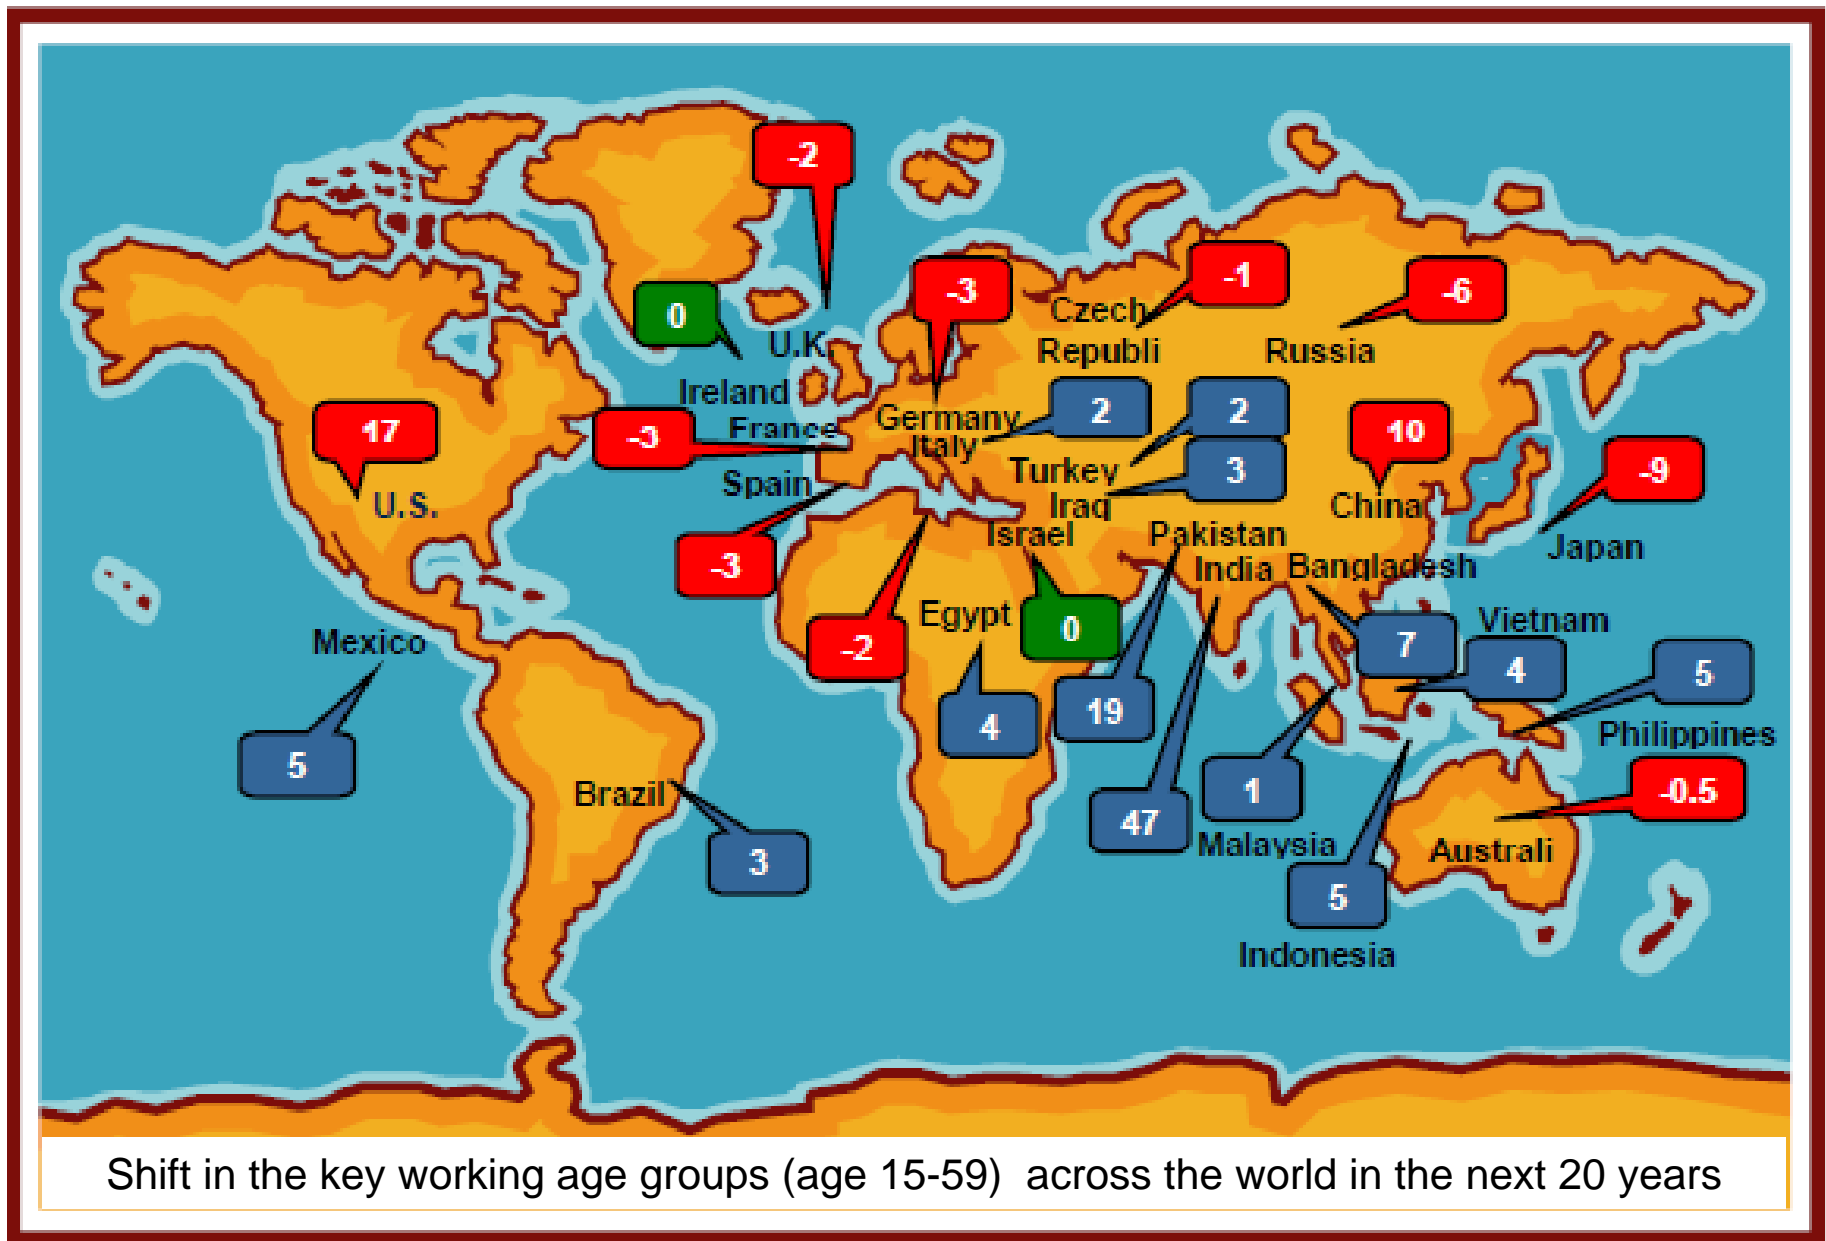 -2
-3
-1
-6
0
Czech
U.K.
Republi
Russia
Ireland
2
2
17
-3
France
Germany
10
Italy
Turkey
3
-9
Spain
U.S.
Iraq
China
Israel
Pakistan
Japan
-3
India
Bangladesh
Egypt
0
Vietnam
Mexico
-2
7
4
5
19
4
Philippines
5
Brazil
47
1
-0.5
3
Malaysia
Australi
5
Indonesia
Shift in the key working age groups (age 15-59) across the world in the next 20 years